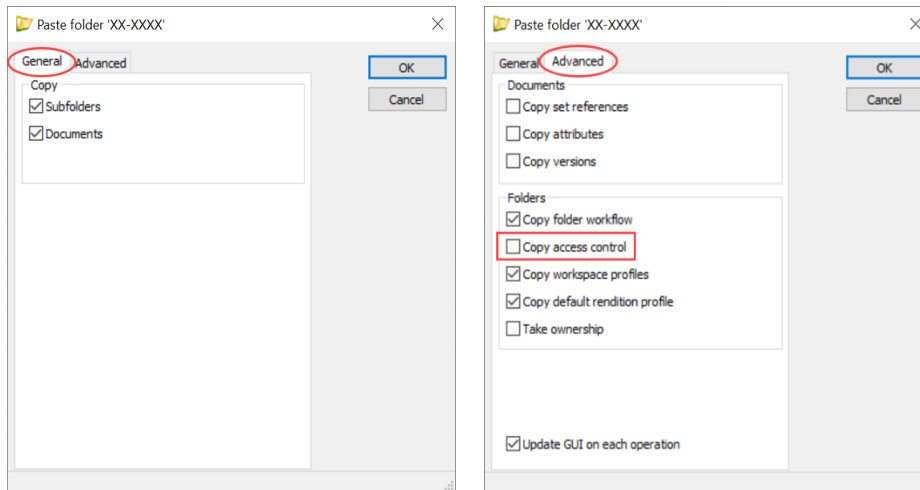 Paste folder 'XX-XXXX'
General
Advanced
OK
Cancel
Copy
Subfolders
Documents
Paste folder 'XX-XXXX'
General
Advanced
OK
Cancel
Documents
Copy set references
Copy attributes
Copy versions
Folders
Copy folder workflow
Copy access control
Copy workspace profiles
Copy default rendition profile
Take ownership
Update GUI on each operation